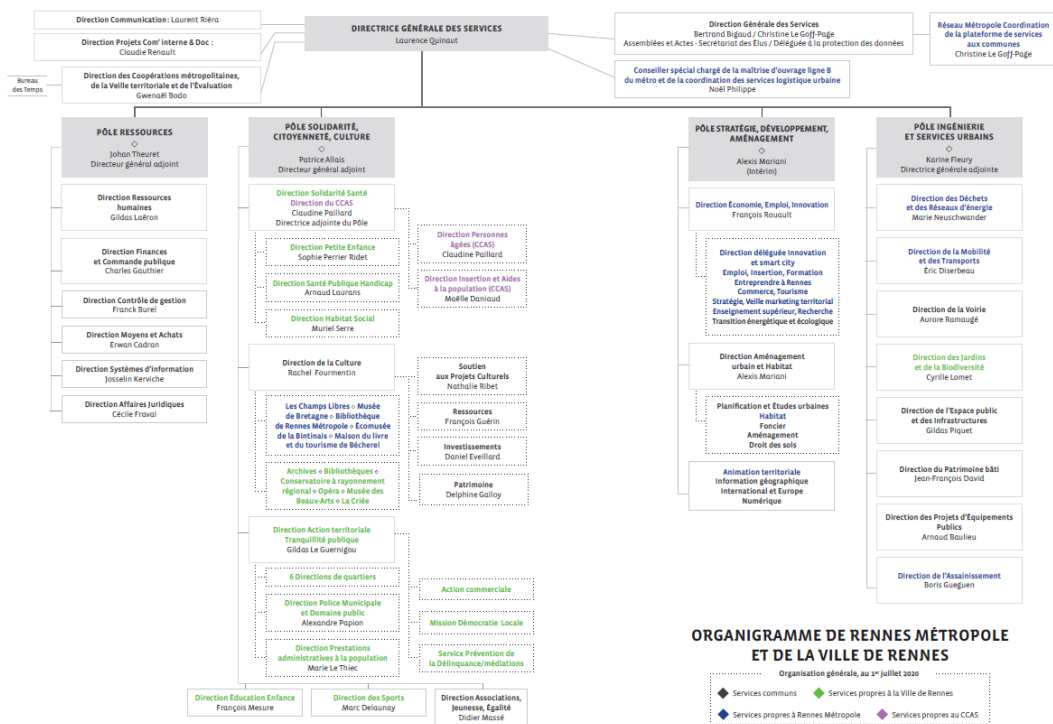 Direction Communication : Laurent Riéra
Direction Projets Com' interne & Doc :
Claudie Renault
Bureau
des Temps
Direction des Coopérations métropolitaines,
de la Veille territoriale et de l'Évaluation
Gwenaël Bodo
DIRECTRICE GÉNÉRALE DES SERVICES
Laurence Quinaut
Direction Générale des Services
Bertrand Bigaud / Christine Le Goff-Page
Assemblées et Actes - Secrétariat des Elus / Déléguée à la protection des données
Réseau Métropole Coordination
de la plateforme de services
aux communes
Christine Le Goff-Page
Conseiller spécial chargé de la maîtrise d'ouvrage ligne B
du métro et de la coordination des services logistique urbaine
Noël Philippe
PÔLE RESSOURCES
Johan Theuret
Directeur général adjoint
Direction Ressources
humaines
Gildas Laëron
Direction Finances
et Commande publique
Charles Gauthier
Direction Contrôle de gestion
Franck Burel
Direction Moyens et Achats
Erwan Cadran
Direction Systèmes d'information
Josselin Kerviche
Direction Affaires Juridiques
Cécile Fraval
PÔLE SOLIDARITÉ,
CITOYENNETÉ, CULTURE
Patrice Allais
Directeur général adjoint
Direction Solidarité Santé
Direction du CCAS
Claudine Paillard
Directrice adjointe du Pôle
Direction Petite Enfance
Sophie Perrier Ridet
Direction Santé Publique Handicap
Arnaud Laurans
Direction Habitat Social
Muriel Serre
Direction Personnes
âgées (CCAS)
Claudine Paillard
Direction Insertion et Aides
à la population (CCAS)
Maëlle Daniaud
Direction de la Culture
Rachel Fourmentin
Les Champs Libres ⋄ Musée
de Bretagne ⋄ Bibliothèque
de Rennes Métropole ⋄ Écomusée
de la Bintinais ⋄ Maison du livre
et du tourisme de Bécherel
Archives ⋄ Bibliothèques ⋄
Conservatoire à rayonnement
régional ⋄ Opéra ⋄ Musée des
Beaux-Arts ⋄ La Criée
Soutien
aux Projets Culturels
Nathalie Ribet
Ressources
François Guérin
Investissements
Daniel Eveillard
Patrimoine
Delphine Galloy
Direction Action territoriale
Tranquillité publique
Gildas Le Guernigou
6 Directions de quartiers
Direction Police Municipale
et Domaine public
Alexandre Papion
Direction Prestations
administratives à la population
Marie Le Thiec
Action commerciale
Mission Démocratie Locale
Service Prévention de
la Délinquance/médiations
Direction Éducation Enfance
François Mesure
Direction des Sports
Marc Delaunay
Direction Associations,
Jeunesse, Égalité
Didier Massé
PÔLE STRATÉGIE, DÉVELOPPEMENT,
AMÉNAGEMENT
Alexis Mariani
(Intérim)
Direction Économie, Emploi, Innovation
François Rouault
Direction déléguée Innovation
et smart city
Emploi, Insertion, Formation
Entreprendre à Rennes
Commerce, Tourisme
Stratégie, Veille marketing territorial
Enseignement supérieur, Recherche
Transition énergétique et écologique
Direction Aménagement
urbain et Habitat
Alexis Mariani
Planification et Études urbaines
Habitat
Foncier
Aménagement
Droit des sols
Animation territoriale
Information géographique
International et Europe
Numérique
PÔLE INGÉNIERIE
ET SERVICES URBAINS
Karine Fleury
Directrice générale adjointe
Direction des Déchets
et des Réseaux d'énergie
Marie Neuschwander
Direction de la Mobilité
et des Transports
Éric Diserbeau
Direction de la Voirie
Aurore Ramaugé
Direction des Jardins
et de la Biodiversité
Cyrille Lomet
Direction de l'Espace public
et des Infrastructures
Gildas Piquet
Direction du Patrimoine bâti
Jean-François David
Direction des Projets d'Équipements
Publics
Arnaud Baulieu
Direction de l'Assainissement
Boris Gueguen
ORGANIGRAMME DE RENNES MÉTROPOLE
ET DE LA VILLE DE RENNES
Organisation générale, au 1er juillet 2020
Services communs
Services propres à la Ville de Rennes
Services propres à Rennes Métropole
Services propres au CCAS